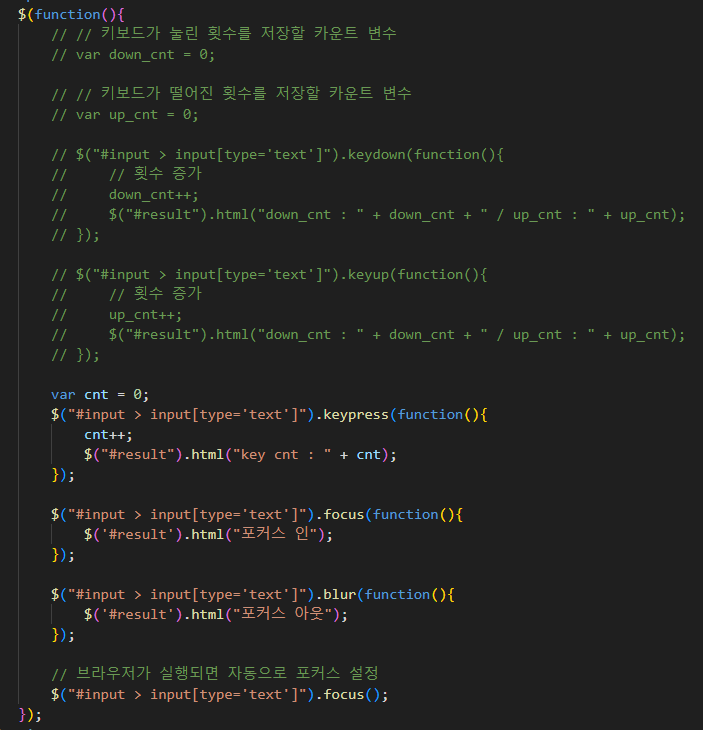 $(function(){
// // 키보드가 눌린 횟수를 저장할 카운트 변수
// var down_cnt = 0;
// // 키보드가 떨어진 횟수를 저장할 카운트 변수
// var up_cnt = 0;
// $("#input > input[type='text']").keydown(function(){
//     // 횟수 증가
//     down_cnt++;
//     $("#result").html("down_cnt : " + down_cnt + " / up_cnt : " + up_cnt);
// });
// $("#input > input[type='text']").keyup(function(){
//     // 횟수 증가
//     up_cnt++;
//     $("#result").html("down_cnt : " + down_cnt + " / up_cnt : " + up_cnt);
// });
var cnt = 0;
$("#input > input[type='text']").keypress(function(){
cnt++;
$("#result").html("key cnt : " + cnt);
});
$("#input > input[type='text']").focus(function(){
$('#result').html("포커스 인");
});
$("#input > input[type='text']").blur(function(){
$('#result').html("포커스 아웃");
});
// 브라우저가 실행되면 자동으로 포커스 설정
$("#input > input[type='text']").focus();
});